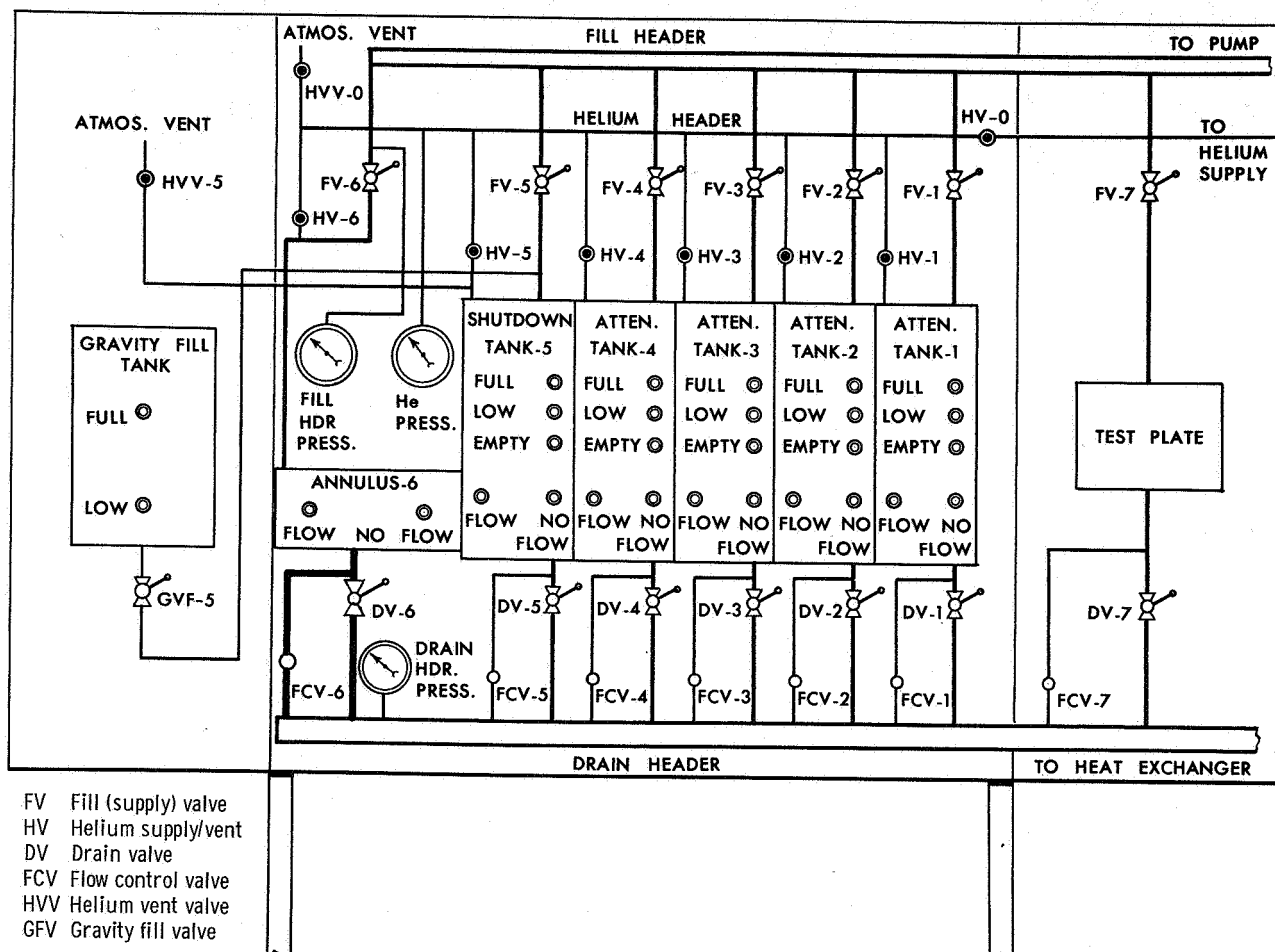 ATMOS. VENT
FILL HEADER
TO PUMP
HVV-0
ATMOS. VENT
HELIUM HEADER
HV-0
TO
HELIUM
SUPPLY
HVV-5
FV-6
FV-5
FV-4
FV-3
FV-2
FV-1
FV-7
HV-6
HV-5
HV-4
HV-3
HV-2
HV-1
GRAVITY FILL
TANK
FULL
LOW
FILL
HDR
PRESS.
He
PRESS.
SHUTDOWN
TANK-5
FULL
LOW
EMPTY
FLOW NO
FLOW
ATTEN.
TANK-4
FULL
LOW
EMPTY
FLOW NO
FLOW
ATTEN.
TANK-3
FULL
LOW
EMPTY
FLOW NO
FLOW
ATTEN.
TANK-2
FULL
LOW
EMPTY
FLOW NO
FLOW
ATTEN.
TANK-1
FULL
LOW
EMPTY
FLOW NO
FLOW
TEST PLATE
ANNULUS-6
FLOW NO FLOW
GVF-5
DV-6
DV-5
DV-4
DV-3
DV-2
DV-1
DV-7
DRAIN
HDR.
PRESS.
FCV-6
FCV-5
FCV-4
FCV-3
FCV-2
FCV-1
FCV-7
DRAIN HEADER
TO HEAT EXCHANGER
FV Fill (supply) valve
HV Helium supply/vent
DV Drain valve
FCV Flow control valve
HVV Helium vent valve
GFV Gravity fill valve